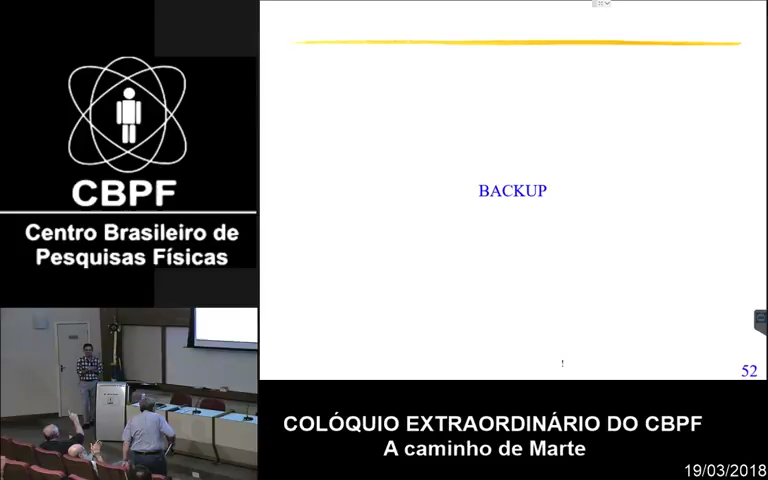 CBPF
Centro Brasileiro de
Pesquisas Físicas
BACKUP
!
52
COLÓQUIO EXTRAORDINÁRIO DO CBPF
A caminho de Marte
19/03/2018